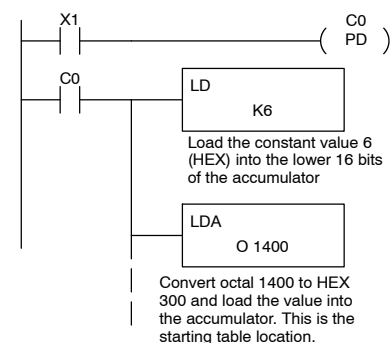 X1
C0
PD
C0
LD
K6
Load the constant value 6
(HEX) into the lower 16 bits
of the accumulator
LDA
O 1400
Convert octal 1400 to HEX
300 and load the value into
the accumulator. This is the
starting table location.